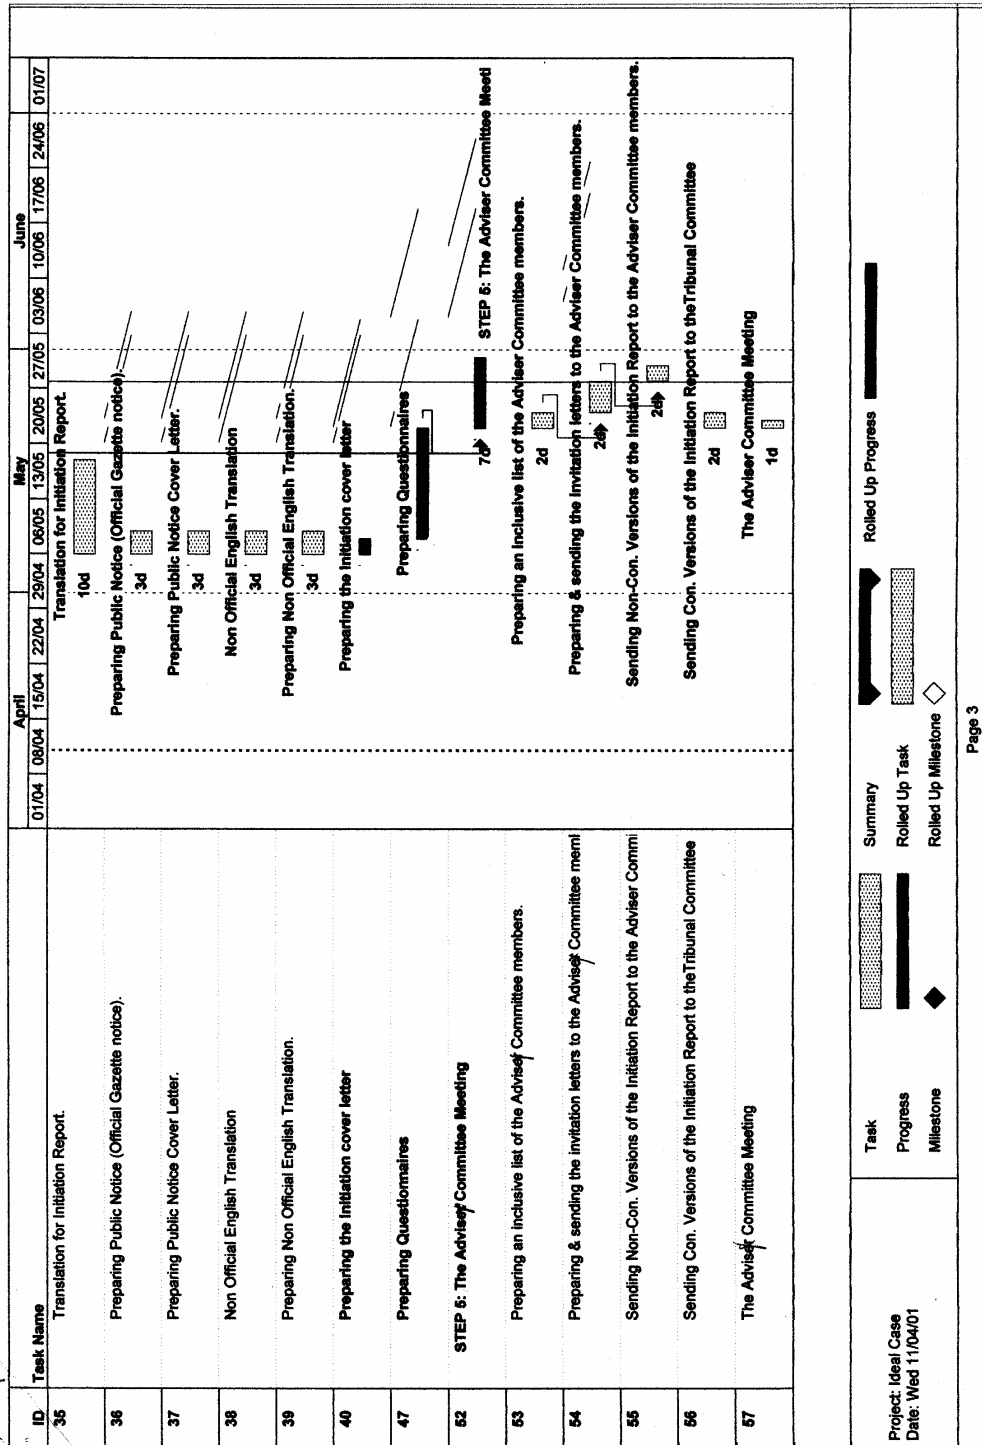 ID Task Name
April May June
01/04 08/04 15/04 22/04 29/04 06/05 13/05 20/05 27/05 03/06 10/06 17/06 24/06 01/07
35 Translation for Initiation Report. Translation for Initiation Report.
10d
36 Preparing Public Notice (Official Gazette notice). Preparing Public Notice (Official Gazette notice).
3d
37 Preparing Public Notice Cover Letter. Preparing Public Notice Cover Letter.
3d
38 Non Official English Translation Non Official English Translation
3d
39 Preparing Non Official English Translation. Preparing Non Official English Translation.
3d
40 Preparing the Initiation cover letter Preparing the Initiation cover letter
47 Preparing Questionnaires Preparing Questionnaires
52 STEP 5: The Adviser Committee Meeting STEP 5: The Adviser Committee Meeti
7d
53 Preparing an inclusive list of the Adviser Committee members. Preparing an inclusive list of the Adviser Committee members.
2d
54 Preparing & sending the invitation letters to the Adviser Committee meml Preparing & sending the invitation letters to the Adviser Committee members.
2d
55 Sending Non-Con. Versions of the Initiation Report to the Adviser Commi Sending Non-Con. Versions of the Initiation Report to the Adviser Committee members.
2d
56 Sending Con. Versions of the Initiation Report to theTribunal Committee Sending Con. Versions of the Initiation Report to theTribunal Committee
2d
57 The Adviser Committee Meeting The Adviser Committee Meeting
1d
Project: Ideal Case
Date: Wed 11/04/01
Task Summary Rolled Up Progress
Progress Rolled Up Task
Milestone Rolled Up Milestone
Page 3